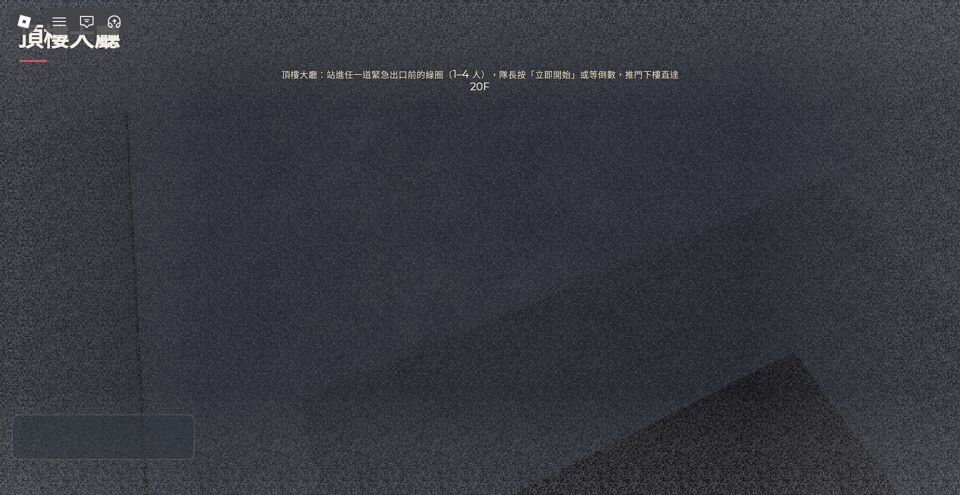 頂樓大廳
頂樓大廳：站進任一道緊急出口前的綠圈（1–4 人），隊長按「立即開始」或等倒數，推門下樓直達
20F